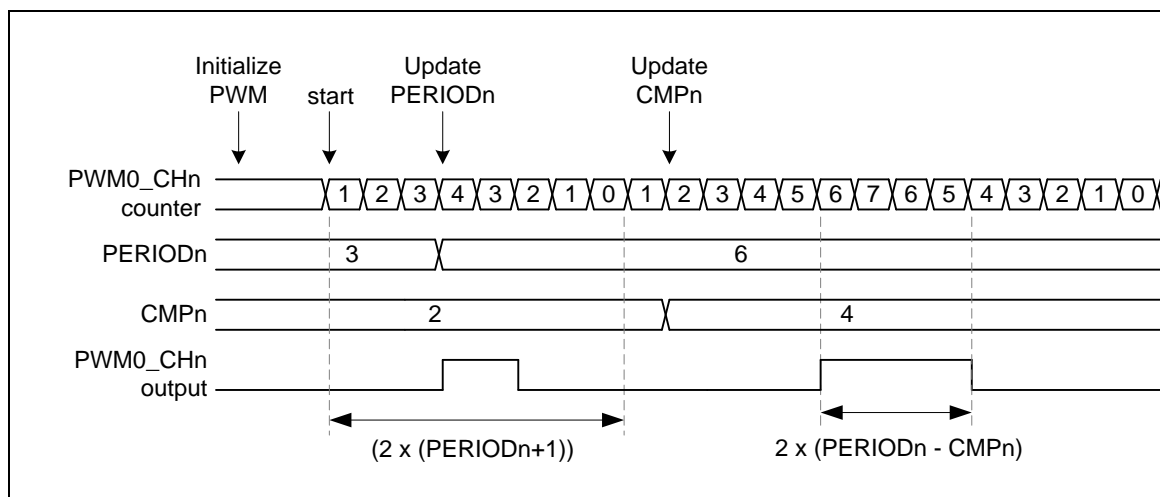 Initialize
PWM
start
Update
PERIODn
Update
CMPn
PWM0_CHn
counter
1 2 3 4 3 2 1 0 1 2 3 4 5 6 7 6 5 4 3 2 1 0
PERIODn
3 6
CMPn
2 4
PWM0_CHn
output
(2 x (PERIODn+1))
2 x (PERIODn - CMPn)